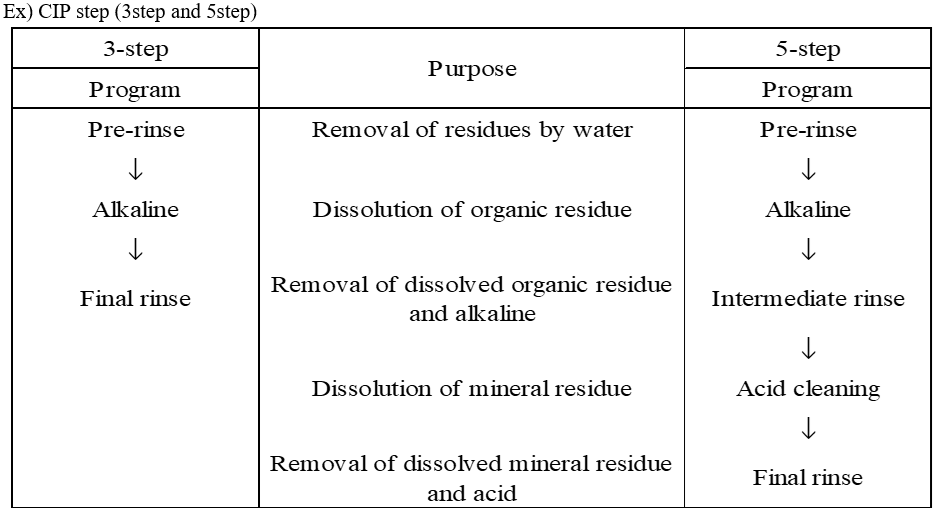 Ex) CIP step (3step and 5step)
3-step
Purpose
5-step
Program
Program
Pre-rinse
Removal of residues by water
Pre-rinse
↓
↓
Alkaline
Dissolution of organic residue
Alkaline
↓
↓
Final rinse
Removal of dissolved organic residue
and alkaline
Intermediate rinse
↓
Dissolution of mineral residue
Acid cleaning
↓
Removal of dissolved mineral residue
and acid
Final rinse